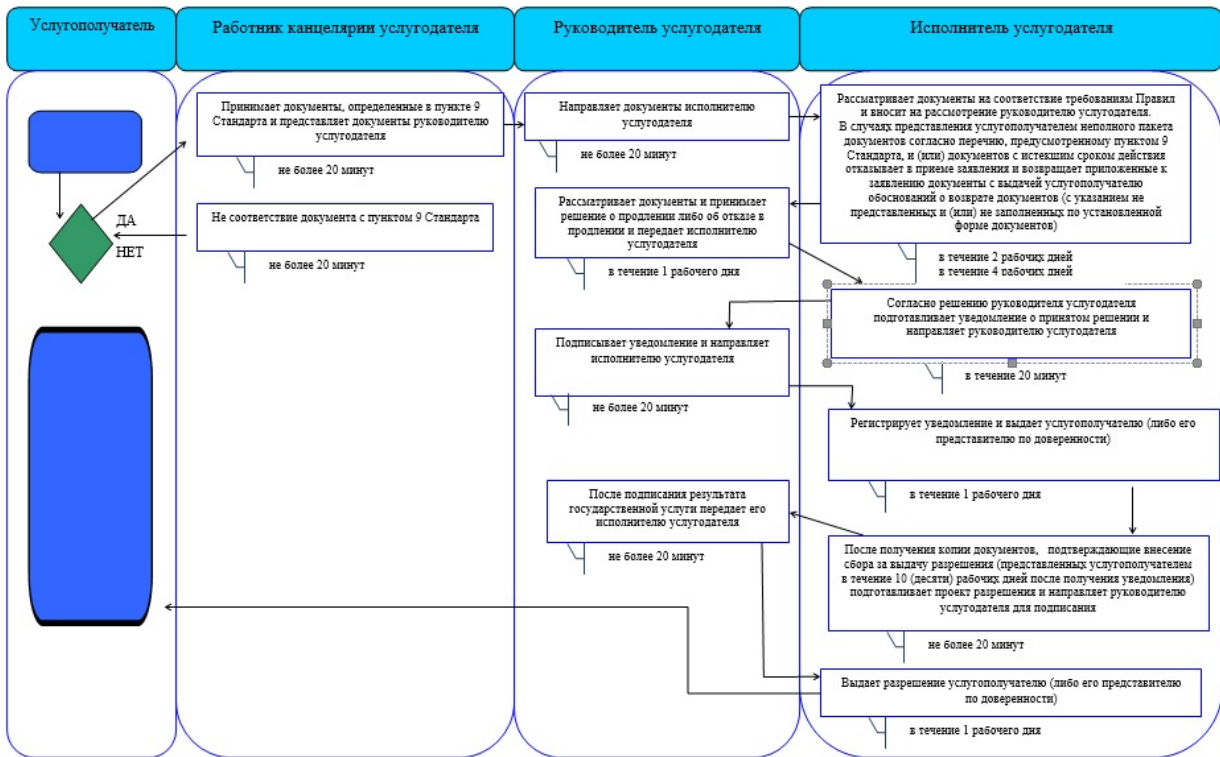 Услугополучатель
Работник канцелярии услугодателя
Руководитель услугодателя
Исполнитель услугодателя
Принимает документы, определенные в пункте 9
Стандарта и представляет документы руководителю
услугодателя
не более 20 минут
Направляет документы исполнителю
услугодателя
не более 20 минут
Рассматривает документы на соответствие требованиям Правил
и вносит на рассмотрение руководителю услугодателя.
В случаях представления услугополучателем неполного пакета
документов согласно перечню, предусмотренному пунктом 9
Стандарта, и (или) документов с истекшим сроком действия
отказывает в приеме заявления и возвращает приложенные к
заявлению документы с выдачей услугополучателю
обоснований о возврате документов (с указанием не
представленных и (или) не заполненных по установленной
форме документов)
в течение 2 рабочих дней
в течение 4 рабочих дней
ДА
НЕТ
Не соответствие документа с пунктом 9 Стандарта
не более 20 минут
Рассматривает документы и принимает
решение о продлении либо об отказе в
продлении и передает исполнителю
услугодателя
в течение 1 рабочего дня
Согласно решению руководителя услугодателя
подготавливает уведомление о принятом решении и
направляет руководителю услугодателя
в течение 20 минут
Подписывает уведомление и направляет
исполнителю услугодателя
не более 20 минут
Регистрирует уведомление и выдает услугополучателю (либо его
представителю по доверенности)
в течение 1 рабочего дня
После подписания результата
государственной услуги передает его
исполнителю услугодателя
не более 20 минут
После получения копии документов, подтверждающие внесение
сбора за выдачу разрешения (представленных услугополучателем
в течение 10 (десяти) рабочих дней после получения уведомления)
подготавливает проект разрешения и направляет руководителю
услугодателя для подписания
не более 20 минут
Выдает разрешение услугополучателю (либо его представителю
по доверенности)
в течение 1 рабочего дня